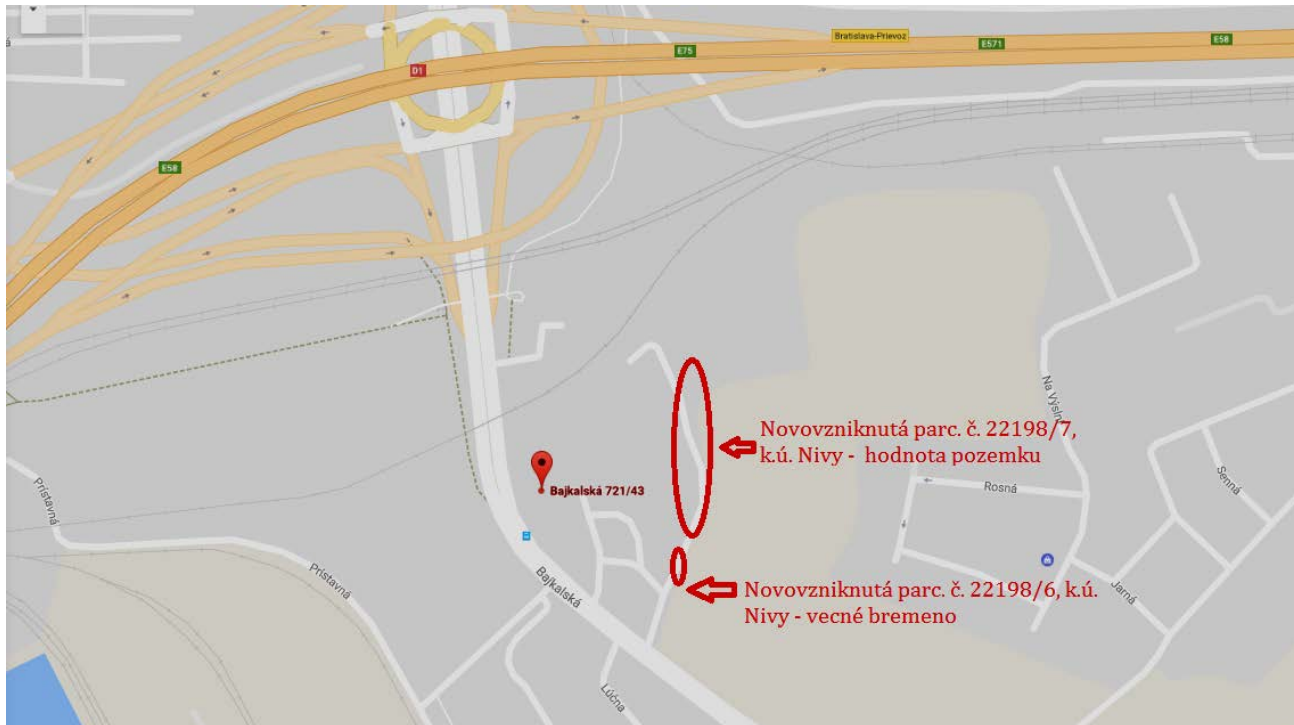 Bratislava-Prievoz
E75
E571
E58
D1
E58
Novovzniknutá parc. č. 22198/7,
k.ú. Nivy - hodnota pozemku
Na Výslní
Bajkalská 721/43
Rosná
Senná
Prístavná
Prístavná
Bajkalská
Novovzniknutá parc. č. 22198/6, k.ú.
Nivy - vecné bremeno
Jarná
Lúčna